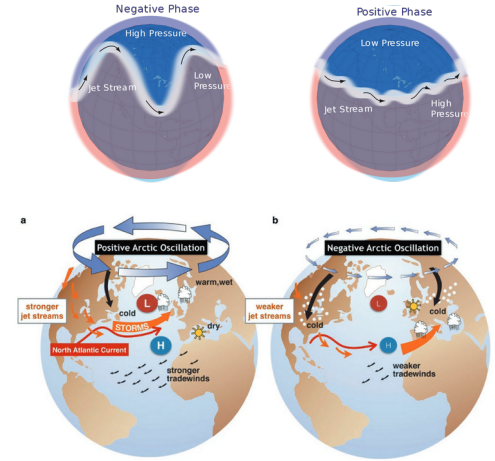 Negative Phase
High Pressure
Jet Stream
Low
Pressure
Positive Phase
Low Pressure
Jet Stream
High
Pressure
a
Positive Arctic Oscillation
stronger
jet streams
L
warm,wet
cold
STORMS
dry
North Atlantic Current
H
stronger
tradewinds
b
Negative Arctic Oscillation
weaker
jet streams
L
cold
cold
H
weaker
tradewinds